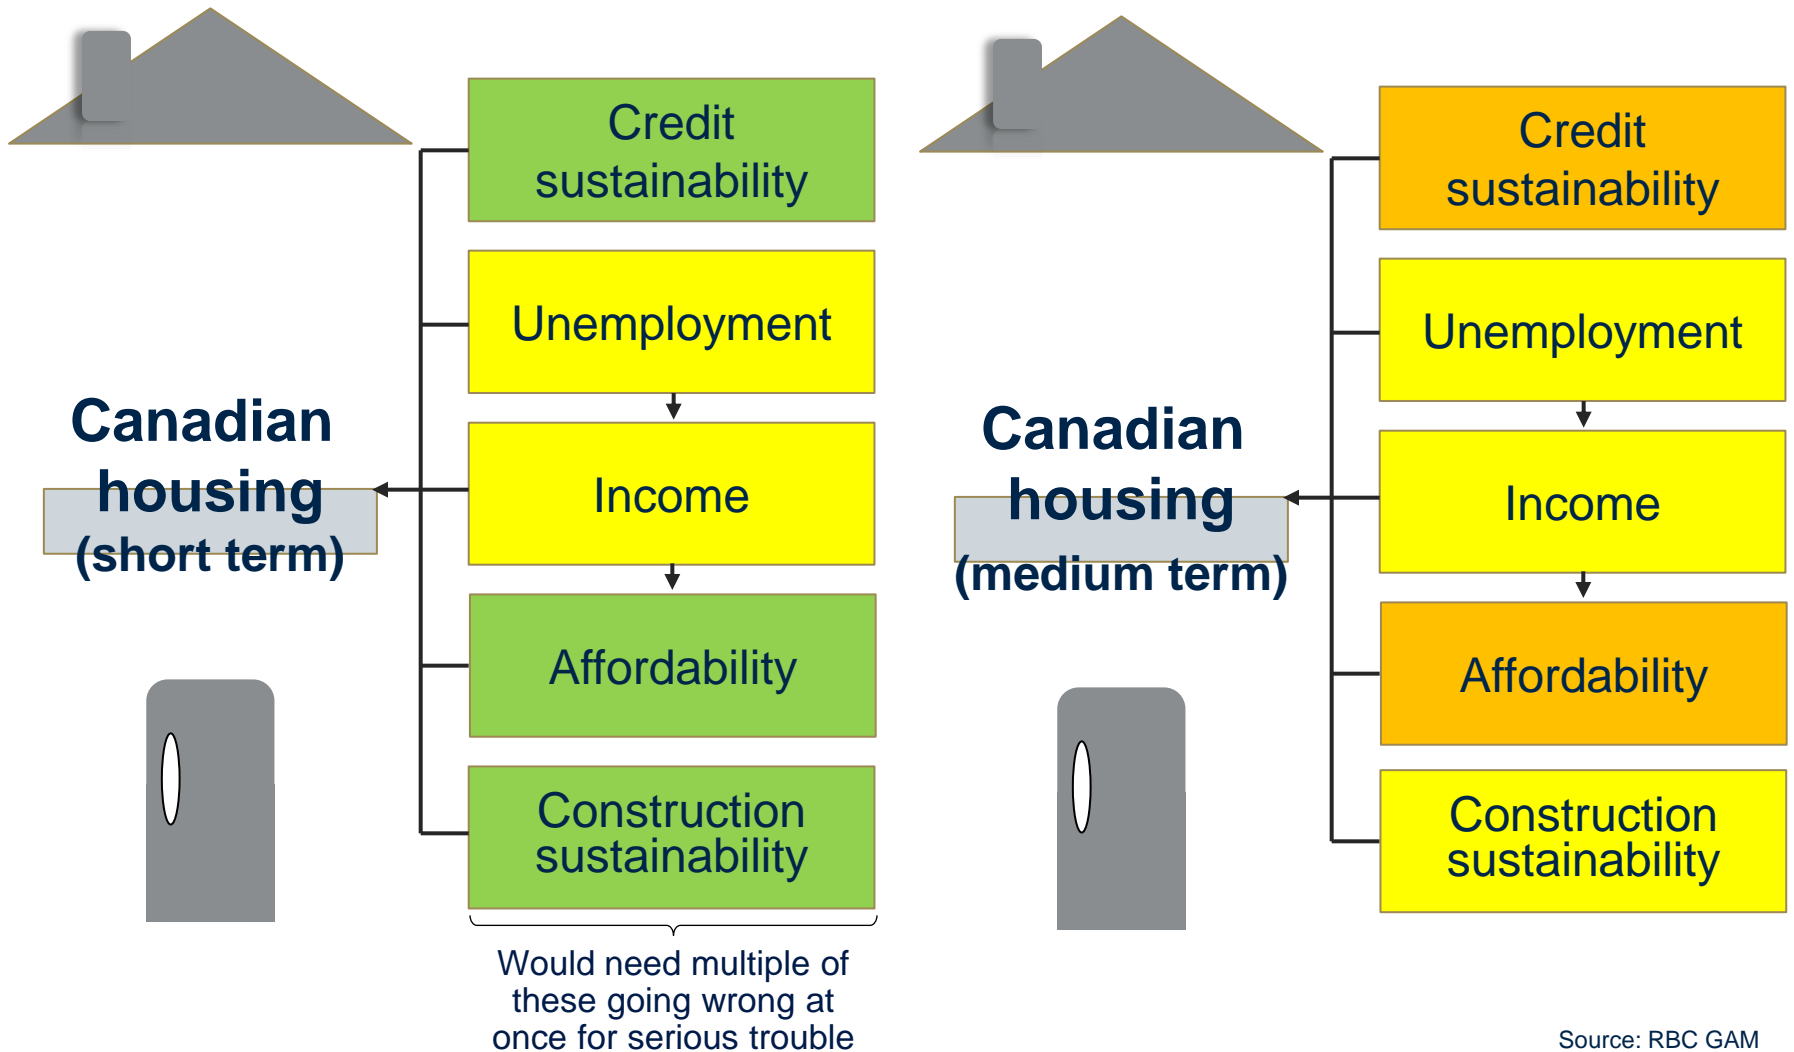 Credit
sustainability
Unemployment
Canadian
housing
(short term)
Income
Affordability
Construction
sustainability
Would need multiple of
these going wrong at
once for serious trouble
Credit
sustainability
Unemployment
Canadian
housing
(medium term)
Income
Affordability
Construction
sustainability
Source: RBC GAM